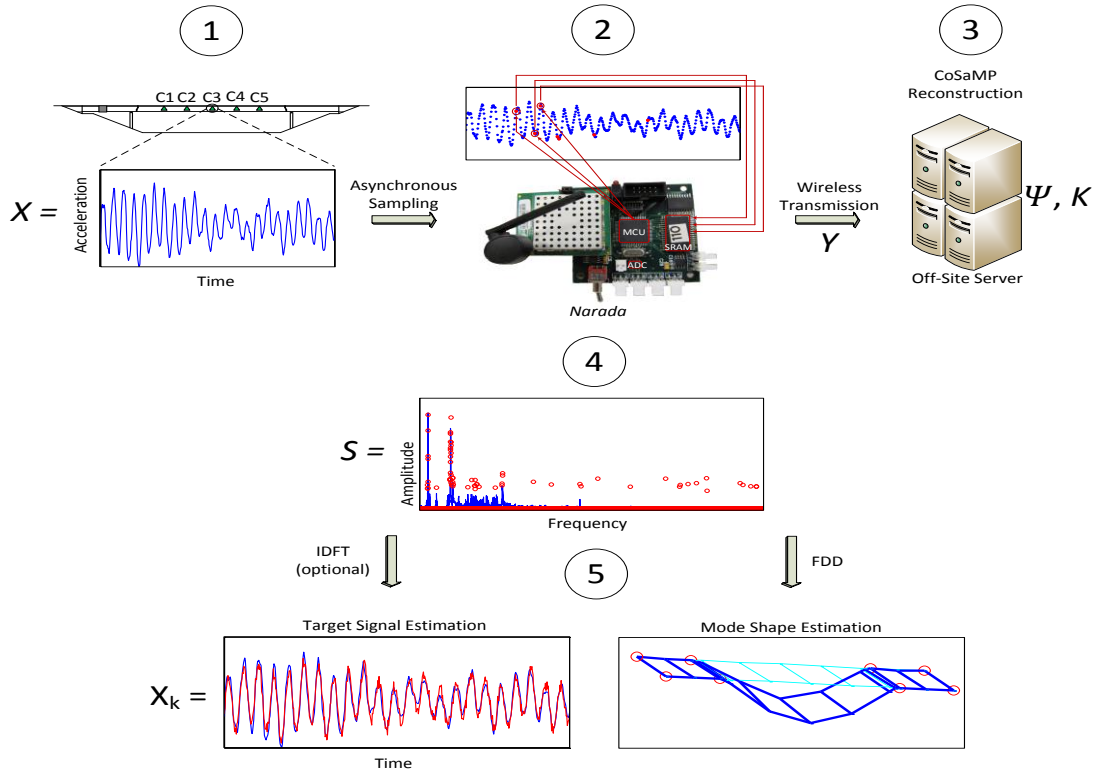 1
2
3
C1 C2 C3 C4 C5
X =
Acceleration
Time
Asynchronous
Sampling
MCU
110
SRAM
ADC
Narada
Wireless
Transmission
Y
CoSaMP
Reconstruction
Ψ, K
Off-Site Server
4
S =
Amplitude
Frequency
IDFT
(optional)
5
FDD
Target Signal Estimation
Xk =
Time
Mode Shape Estimation